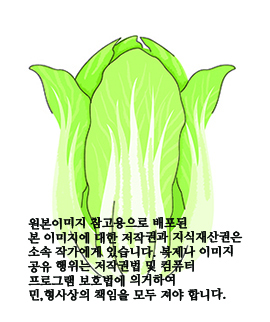 원본이미지 참고용으로 배포된
본 이미지에 대한 저작권과 지식재산권은
소속 작가에게 있습니다. 복제나 이미지
공유 행위는 저작권법 및 컴퓨터
프로그램 보호법에 의거하여
민,형사상의 책임을 모두 져야 합니다.